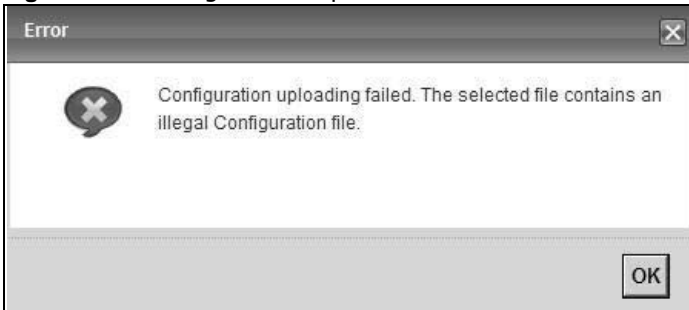 Error
Configuration uploading failed. The selected file contains an
illegal Configuration file.
OK